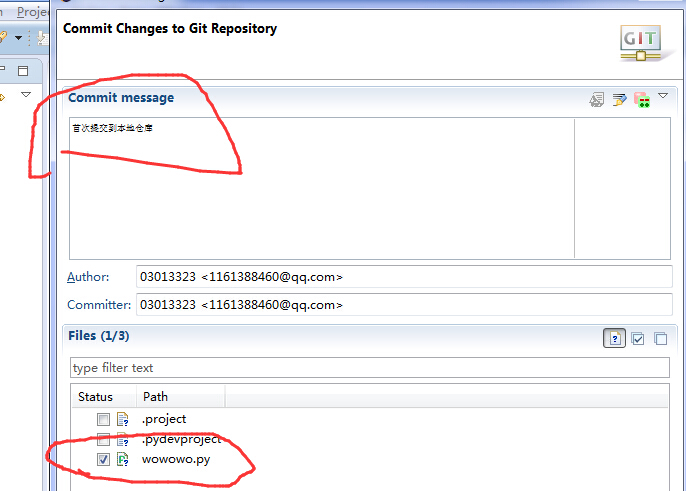 Proje
Commit Changes to Git Repository
GIT
Commit message
首次提交到本地仓库
Author:
03013323 <1161388460@qq.com>
Committer:
03013323 <1161388460@qq.com>
Files (1/3)
type filter text
Status Path
.project
.pydevproject
wowowo.py